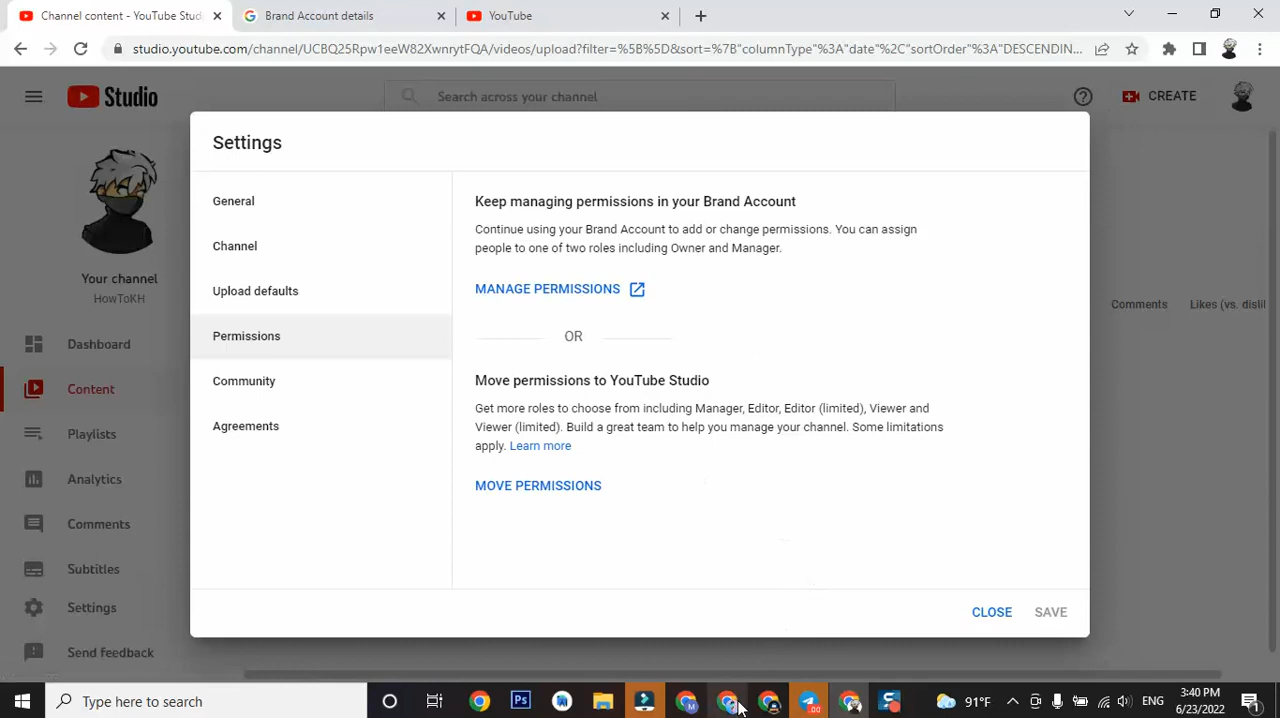 Channel content - YouTube Stud
Brand Account details
YouTube
studio.youtube.com/channel/UCBQ25Rpw1eeW82XwnrytFQA/videos/upload?filter=%5B%5D&sort=%7B"columnType"%3A"date"%2C"sortOrder"%3A"DESCENDIN...
Studio
Search across your channel
CREATE
Your channel
HowToKH
Dashboard
Content
Playlists
Analytics
Comments
Subtitles
Settings
Send feedback
Settings
General
Channel
Upload defaults
Permissions
Community
Agreements
Keep managing permissions in your Brand Account
Continue using your Brand Account to add or change permissions. You can assign
people to one of two roles including Owner and Manager.
MANAGE PERMISSIONS
OR
Move permissions to YouTube Studio
Get more roles to choose from including Manager, Editor, Editor (limited), Viewer and
Viewer (limited). Build a great team to help you manage your channel. Some limitations
apply. Learn more
MOVE PERMISSIONS
CLOSE SAVE
Comments Likes (vs. dislil
Type here to search
Ps
M
91°F
ENG
3:40 PM
6/23/2022